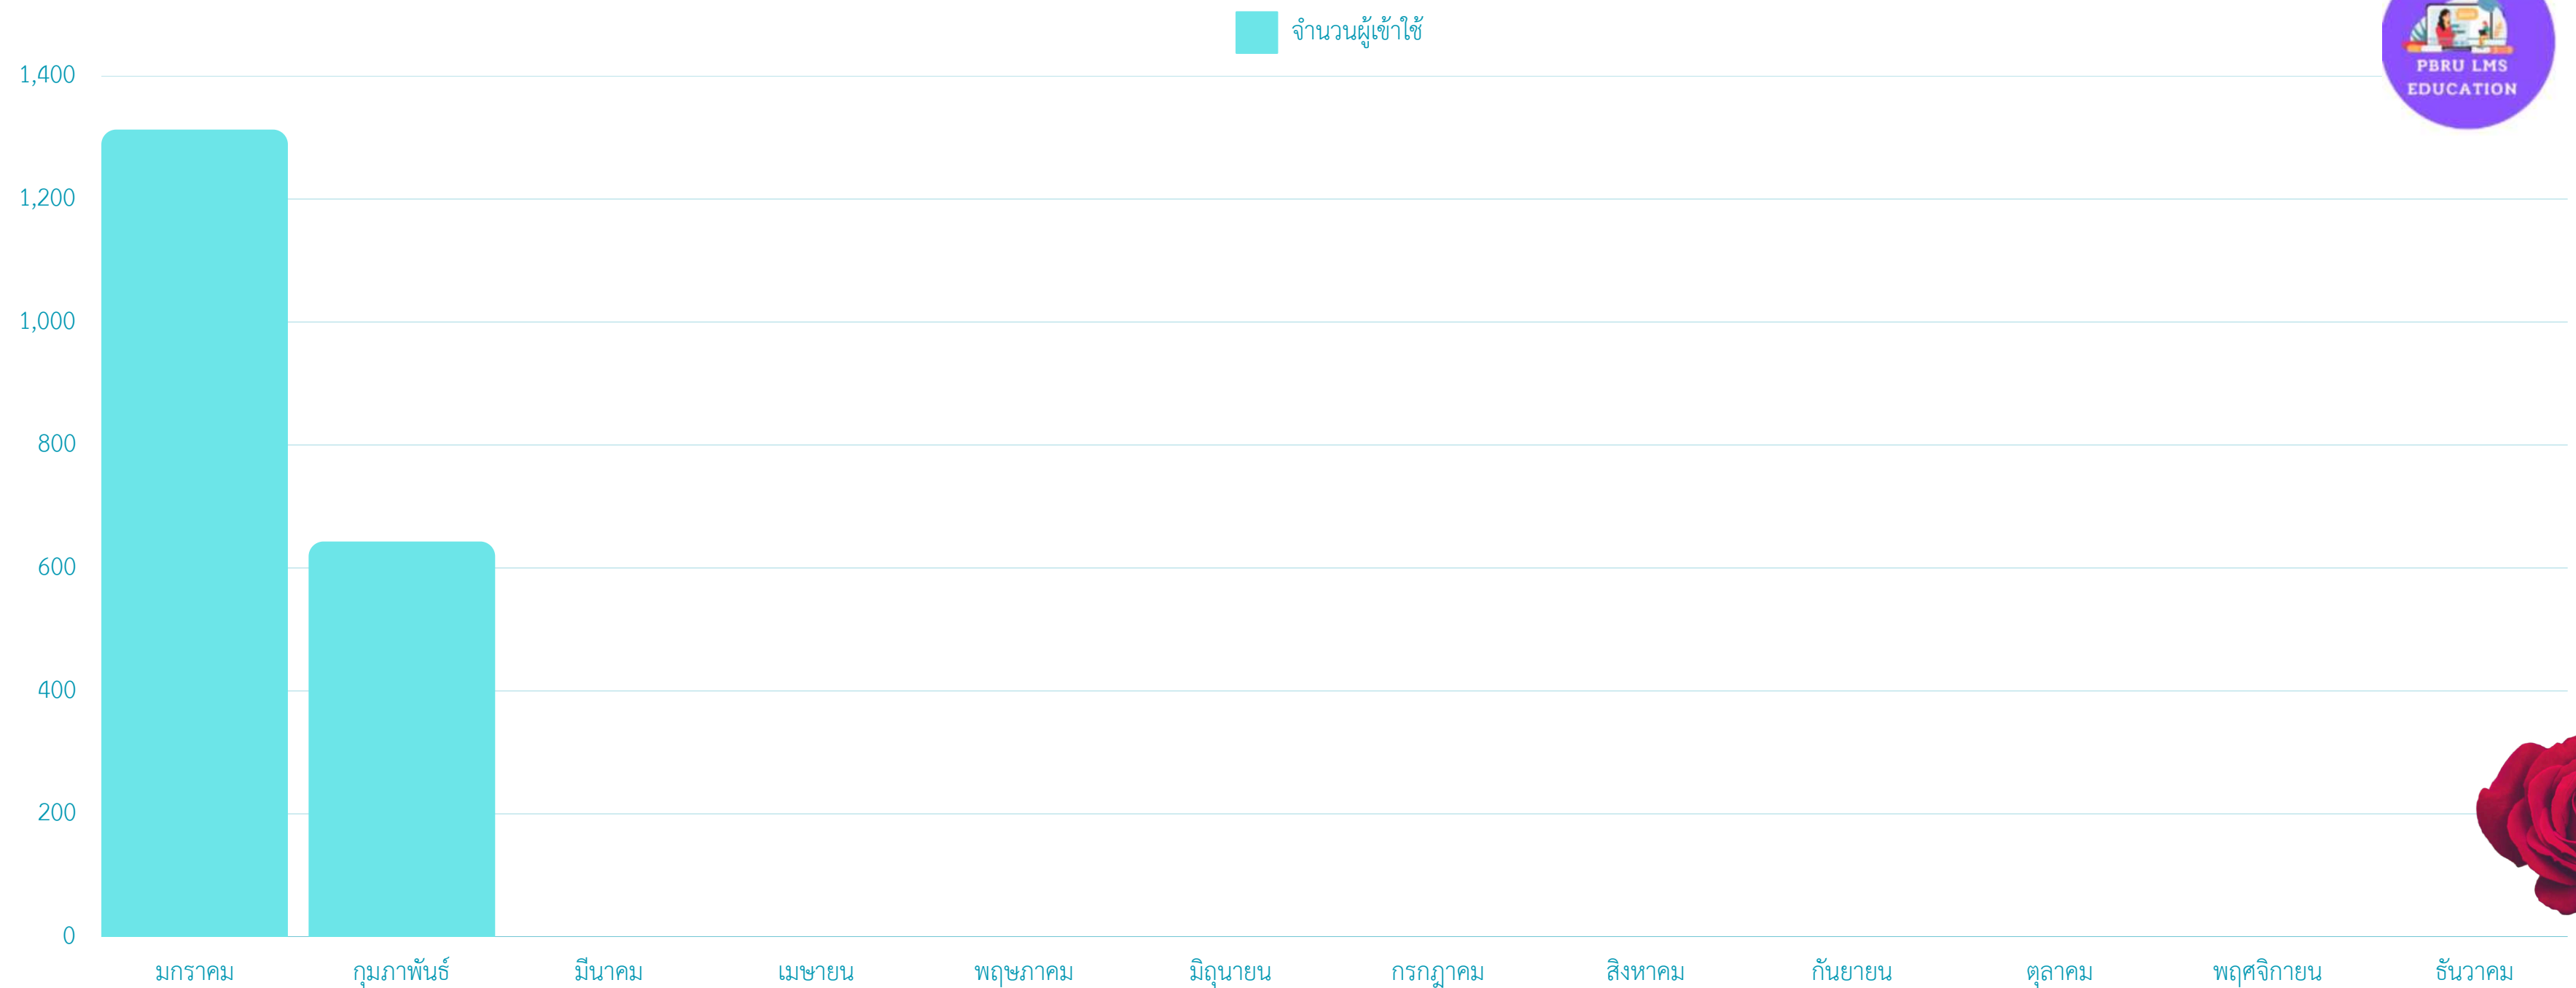 จำนวนผู้เข้าใช้
PBRU LMS
EDUCATION
1,400
1,200
1,000
800
600
400
200
0
มกราคม กุมภาพันธ์ มีนาคม เมษายน พฤษภาคม มิถุนายน กรกฎาคม สิงหาคม กันยายน ตุลาคม พฤศจิกายน ธันวาคม